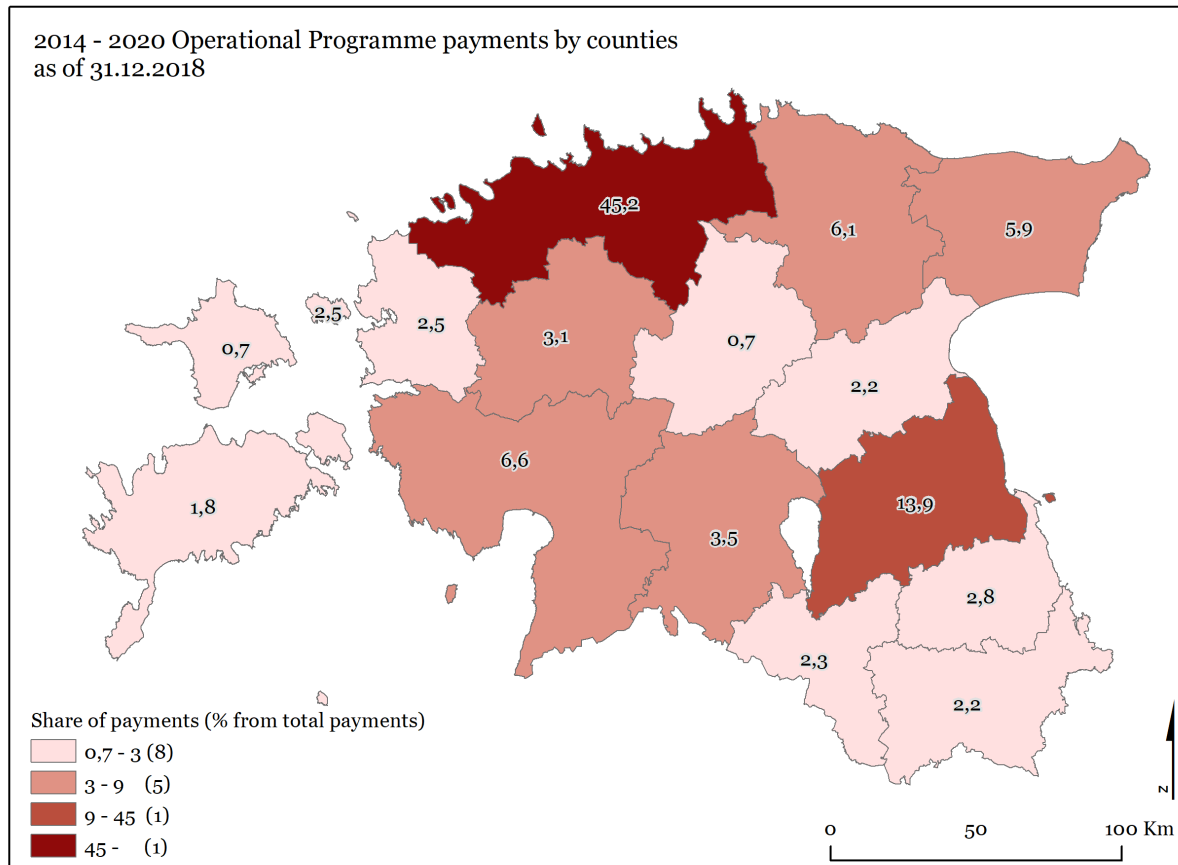 2014 - 2020 Operational Programme payments by counties
as of 31.12.2018
45,2
6,1
5,9
2,5
2,5
3,1
0,7
0,7
2,2
6,6
1,8
13,9
3,5
2,8
2,3
2,2
Share of payments (% from total payments)
0,7 - 3 (8)
3 - 9 (5)
9 - 45 (1)
45 - (1)
N
0 50 100 Km